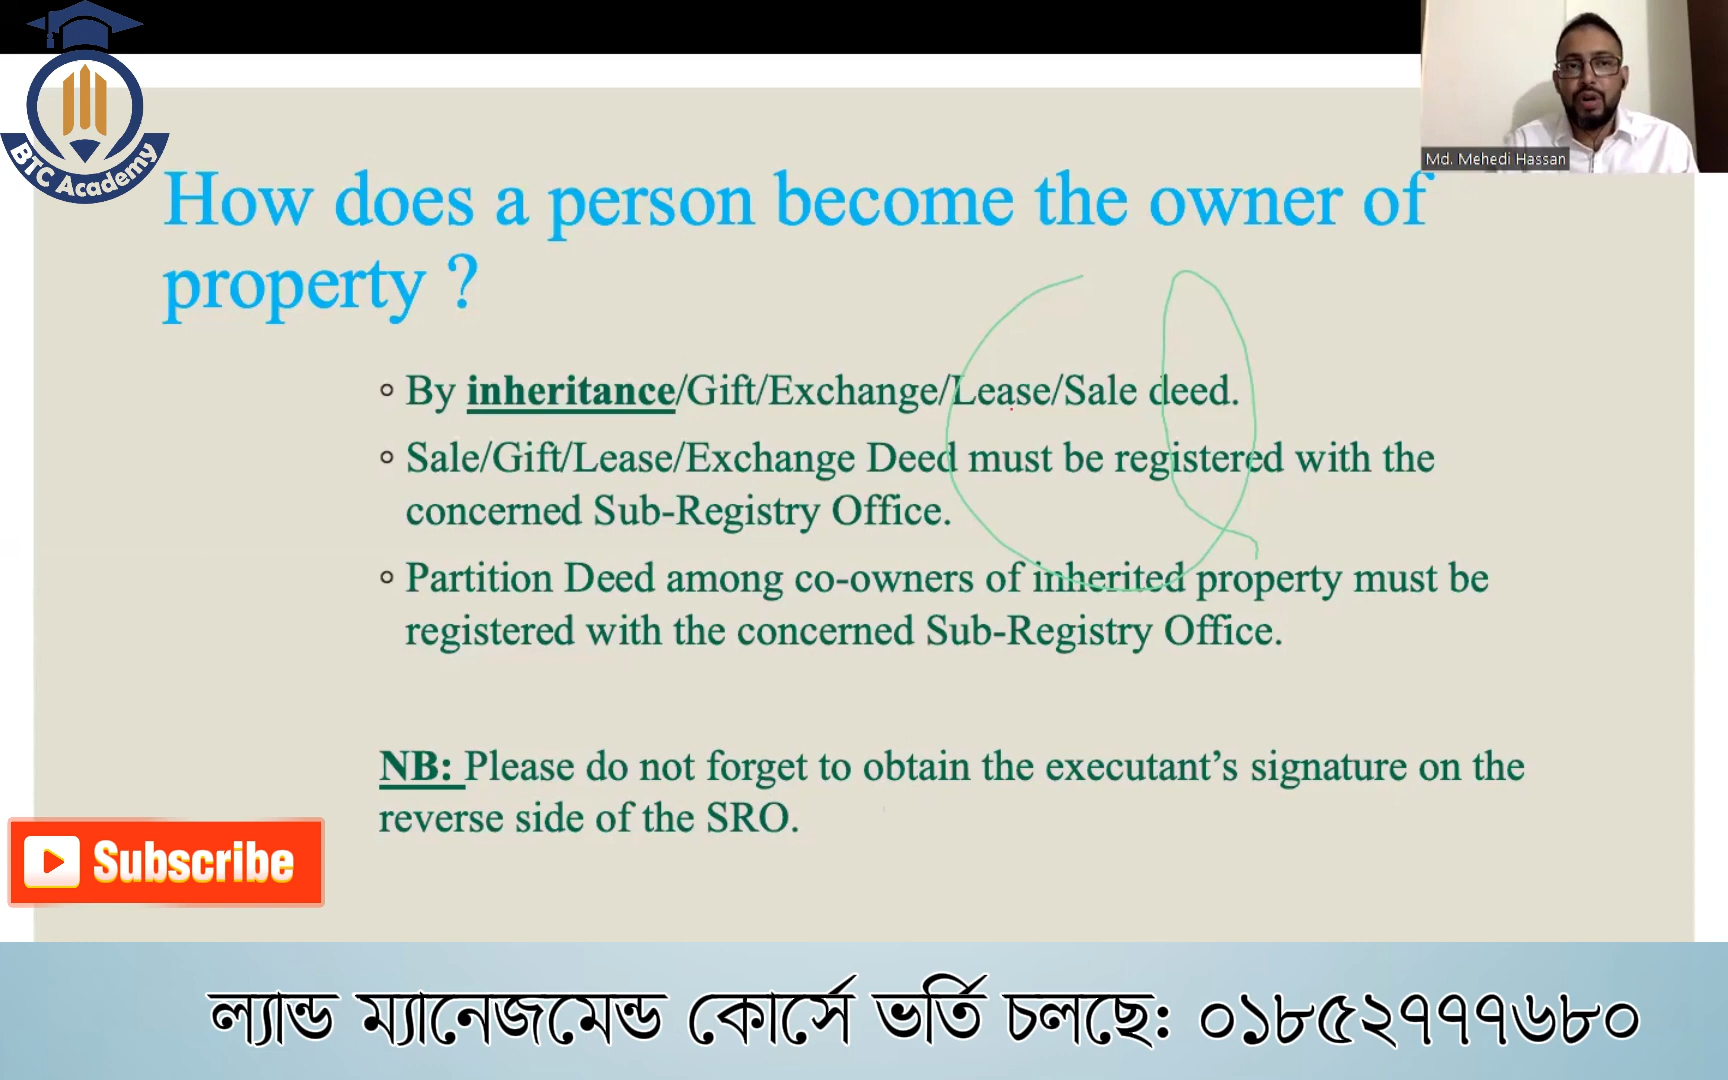 BTC Academy
Md. Mehedi Hassan
How does a person become the owner of
property ?
By inheritance/Gift/Exchange/Lease/Sale deed.
Sale/Gift/Lease/Exchange Deed must be registered with the
concerned Sub-Registry Office.
Partition Deed among co-owners of inherited property must be
registered with the concerned Sub-Registry Office.
NB: Please do not forget to obtain the executant’s signature on the
reverse side of the SRO.
Subscribe
ল্যান্ড ম্যানেজমেন্ড কোর্সে ভর্তি চলছে: ০১৮৫২৭৭৭৬৮০